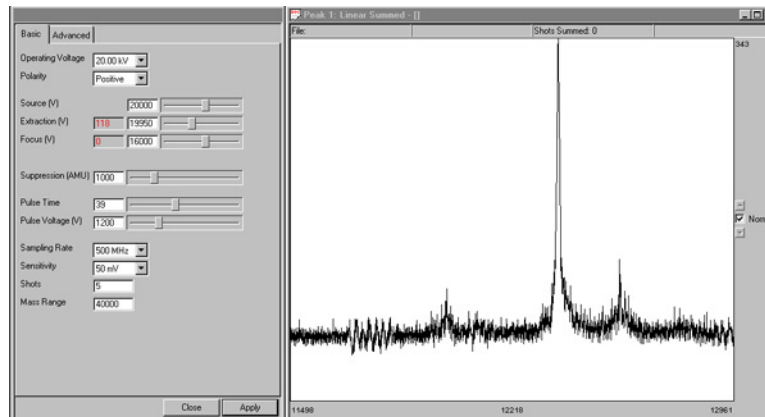 Basic Advanced
Operating Voltage 20.00 kV
Polarity Positive
Source (V) 20000
Extraction (V) 118 19950
Focus (V) 0 16000
Suppression (AMU) 1000
Pulse Time 39
Pulse Voltage (V) 1200
Sampling Rate 500 MHz
Sensitivity 50 mV
Shots 5
Mass Range 40000
Close Apply
Peak 1: Linear Summed - []
File: Shots Summed: 0
343
Norm
11498 12218 12961